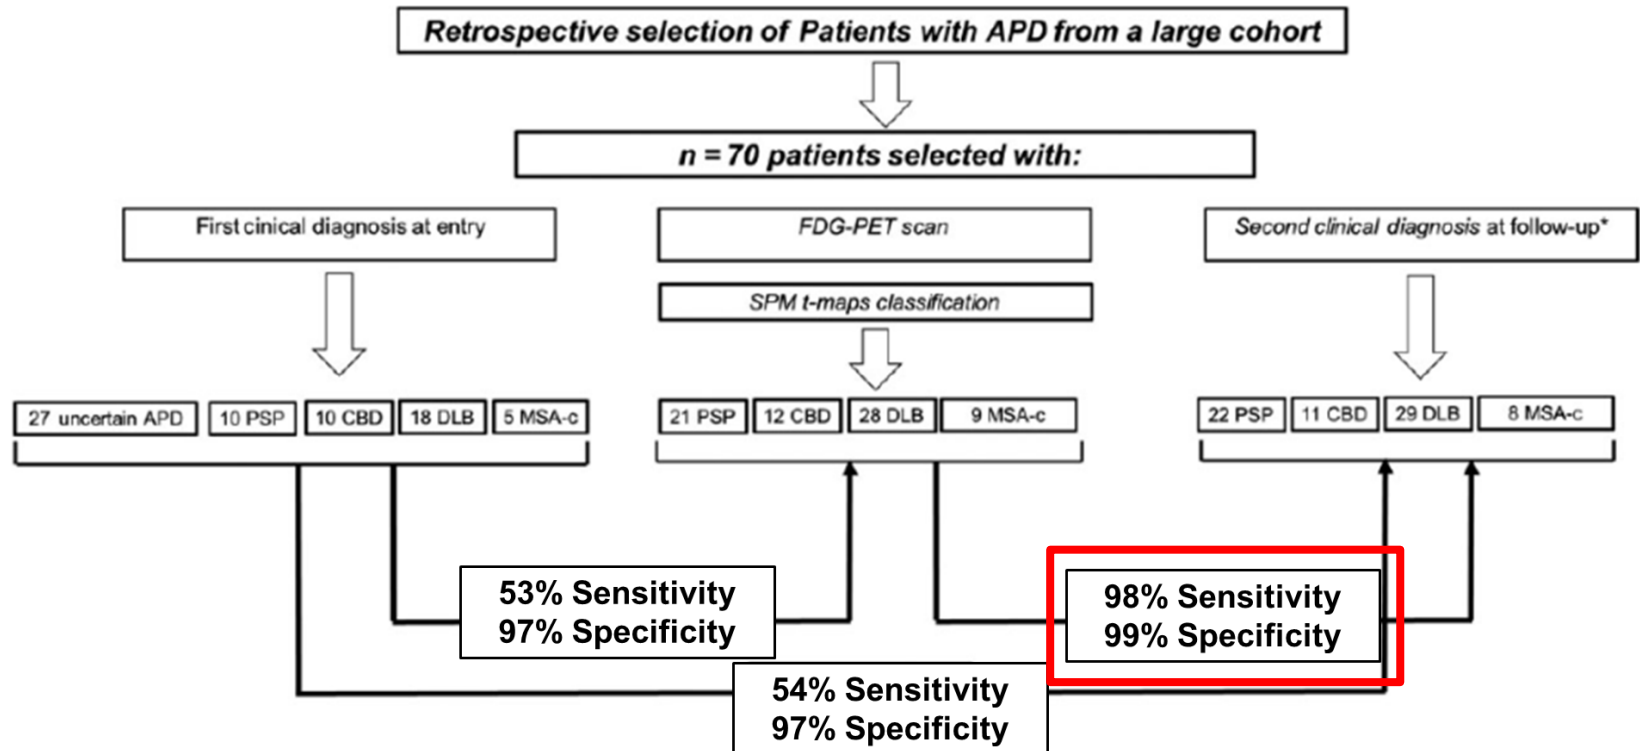 Retrospective selection of Patients with APD from a large cohort
n = 70 patients selected with:
First cinical diagnosis at entry
FDG-PET scan
Second clinical diagnosis at follow-up*
SPM t-maps classification
27 uncertain APD
10 PSP
10 CBD
18 DLB
5 MSA-c
21 PSP
12 CBD
28 DLB
9 MSA-c
22 PSP
11 CBD
29 DLB
8 MSA-c
53% Sensitivity
97% Specificity
98% Sensitivity
99% Specificity
54% Sensitivity
97% Specificity